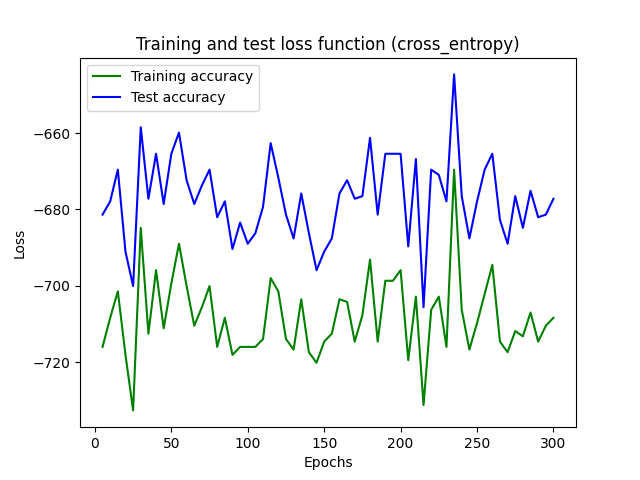 Training and test loss function (cross_entropy)
Training accuracy
Test accuracy
−660
−680
−700
−720
Loss
0 50 100 150 200 250 300
Epochs